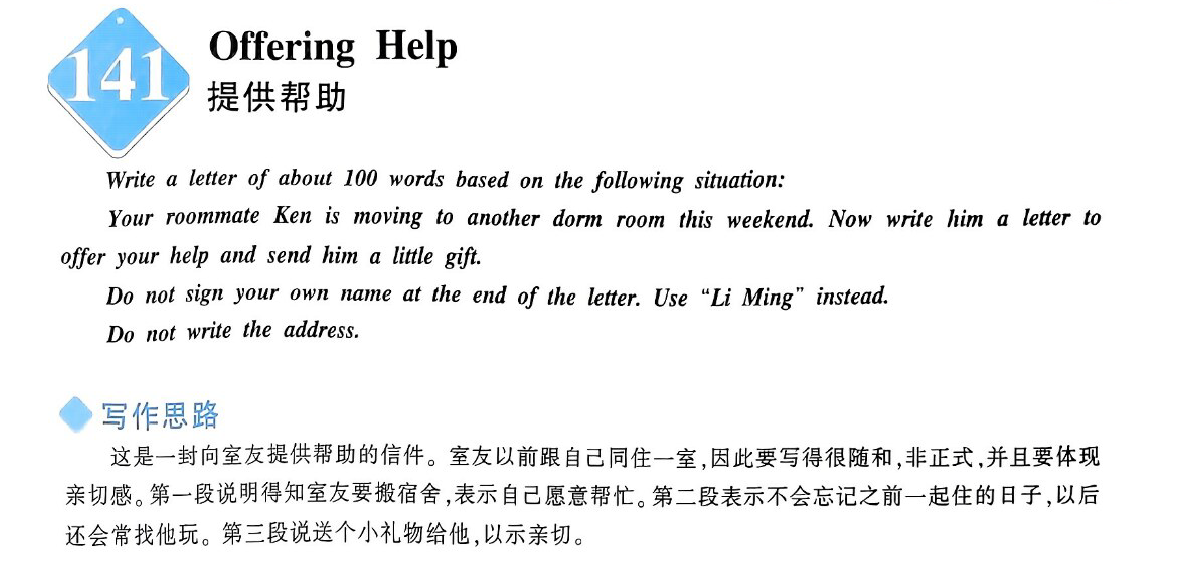 141
Offering Help
提供帮助
Write a letter of about 100 words based on the following situation:
Your roommate Ken is moving to another dorm room this weekend. Now write him a letter to
offer your help and send him a little gift.
Do not sign your own name at the end of the letter. Use “Li Ming” instead.
Do not write the address.
写作思路
这是一封向室友提供帮助的信件。室友以前跟自己同住一室,因此要写得很随和,非正式,并且要体现
亲切感。第一段说明得知室友要搬宿舍,表示自己愿意帮忙。第二段表示不会忘记之前一起住的日子,以后
还会常找他玩。第三段说送个小礼物给他,以示亲切。